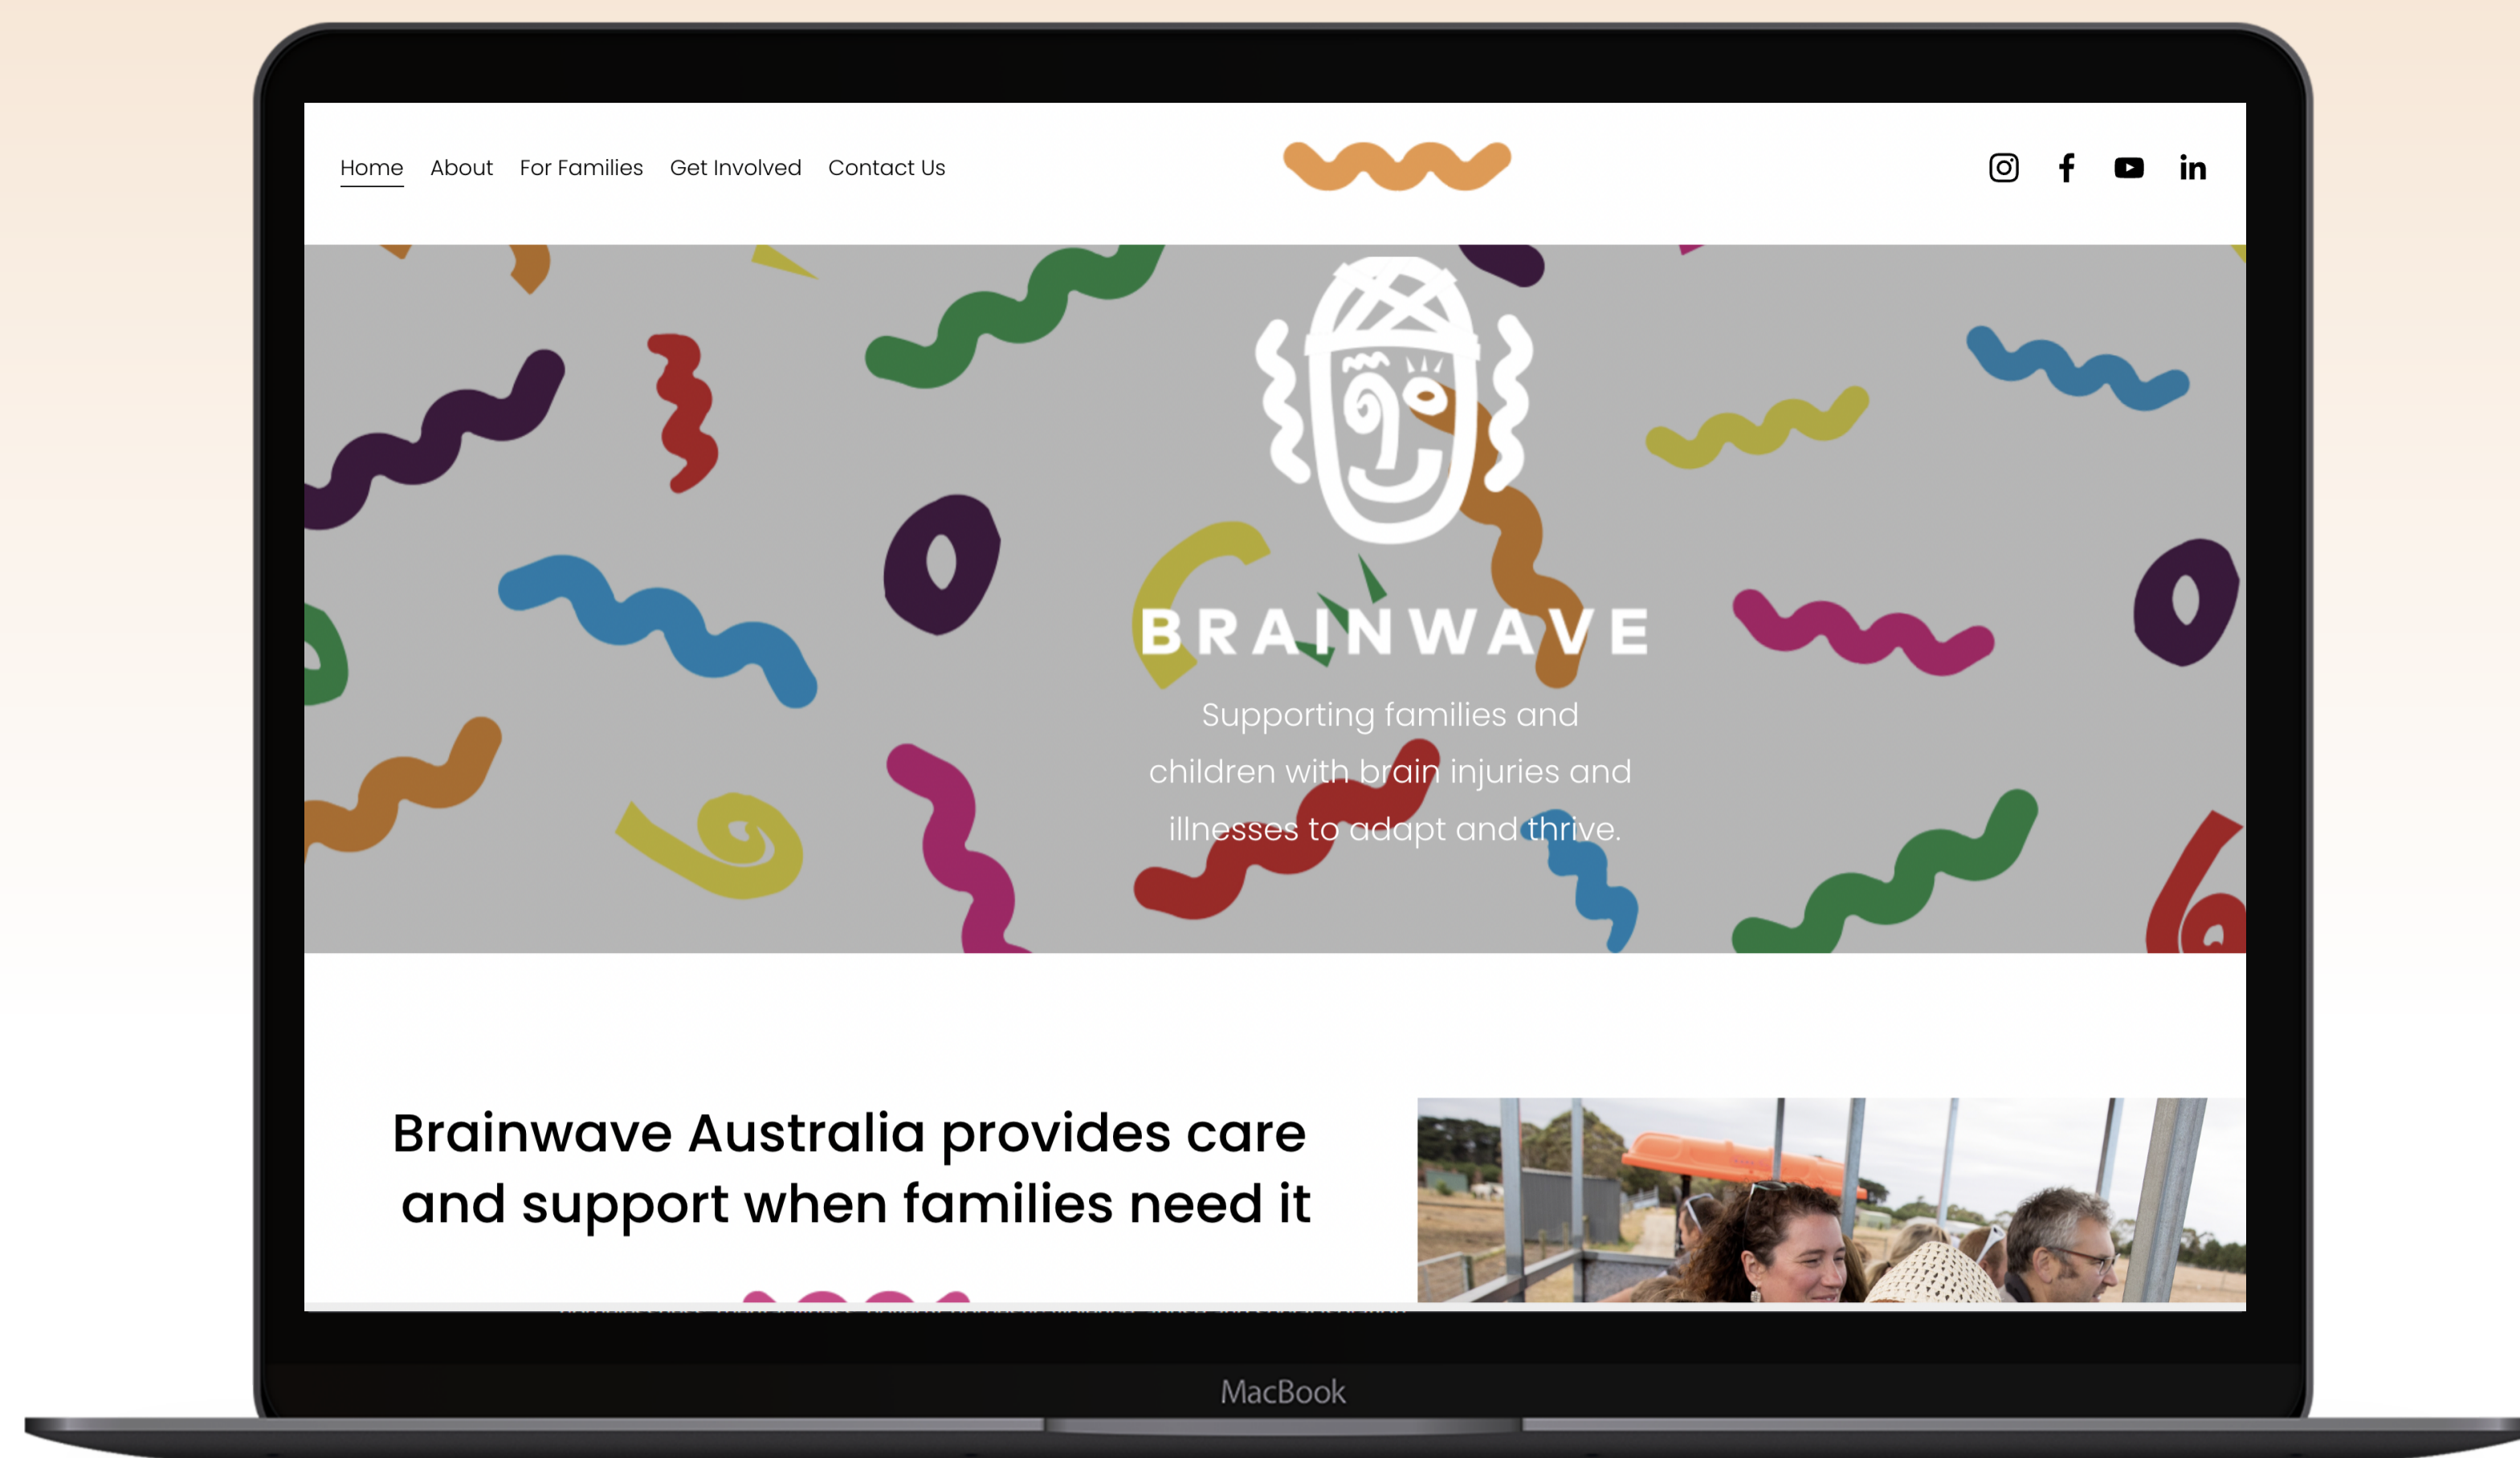 Home About For Families Get Involved Contact Us
BRAINWAVE
Supporting families and
children with brain injuries and
illnesses to adapt and thrive.
Brainwave Australia provides care
and support when families need it
MacBook